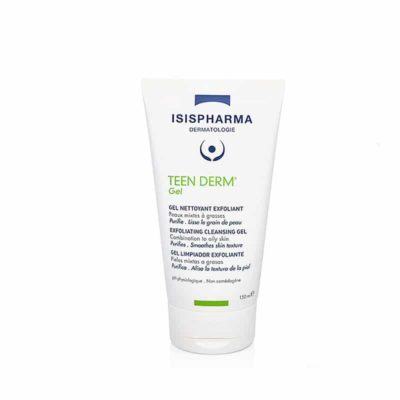 ISISPHARMA
DERMATOLOGIE
TEEN DERM®
Gel
GEL NETTOYANT EXFOLIANT
Peaux mixtes à grasses
Purifie . Lisse le grain de peau
EXFOLIATING CLEANSING GEL
Combination to oily skin
Purifies . Smoothes skin texture
GEL LIMPIADOR EXFOLIANTE
Pieles mixtas a grasas
Purifica . Alisa la textura de la piel
pH physiologique . Non comédogène
150 ml ℮